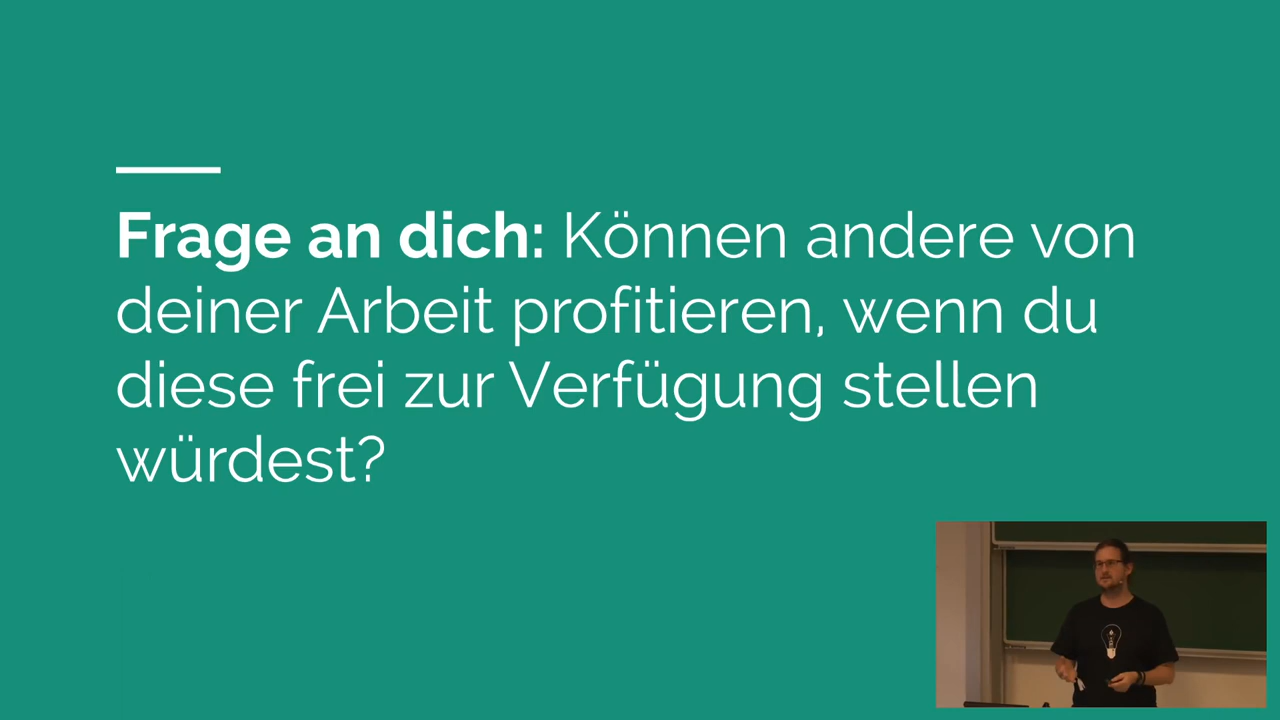 Frage an dich: Können andere von
deiner Arbeit profitieren, wenn du
diese frei zur Verfügung stellen
würdest?